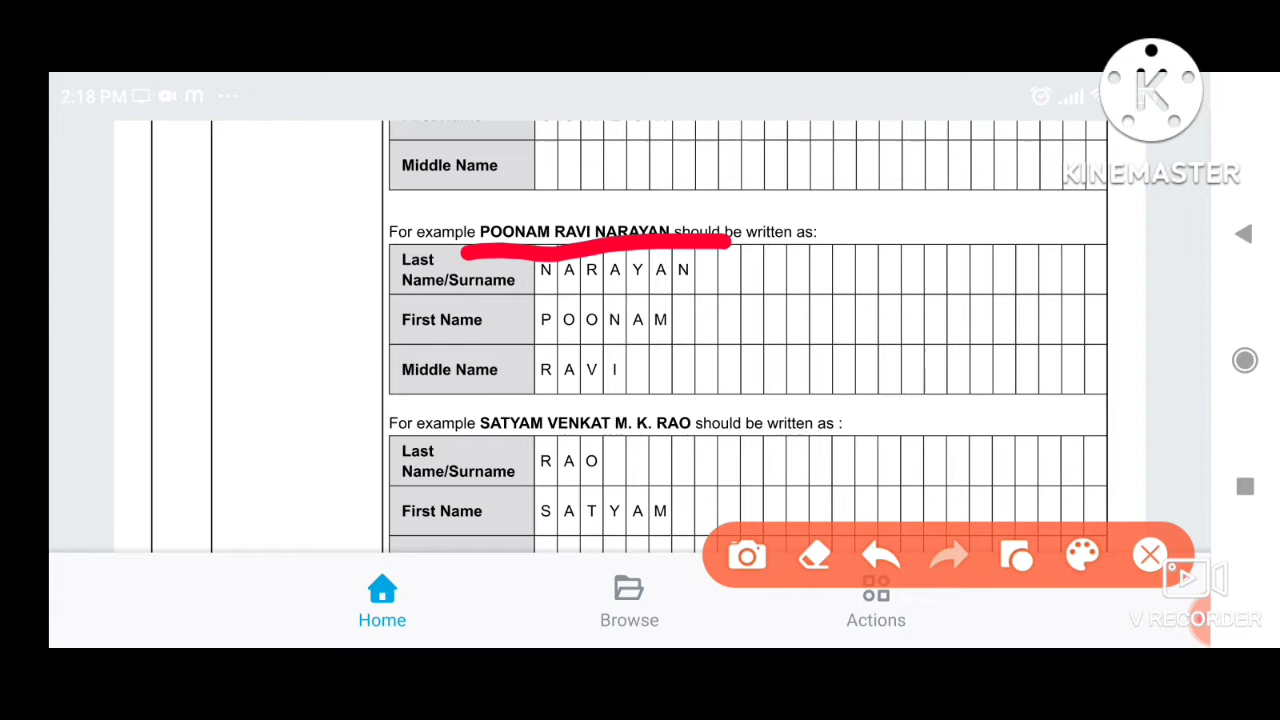 2:18 PM
KINEMASTER
Middle Name
For example POONAM RAVI NARAYAN should be written as:
Last Name/Surname N A R A Y A N
First Name P O O N A M
Middle Name R A V I
For example SATYAM VENKAT M. K. RAO should be written as :
Last Name/Surname R A O
First Name S A T Y A M
Home Browse Actions
V RECORDER